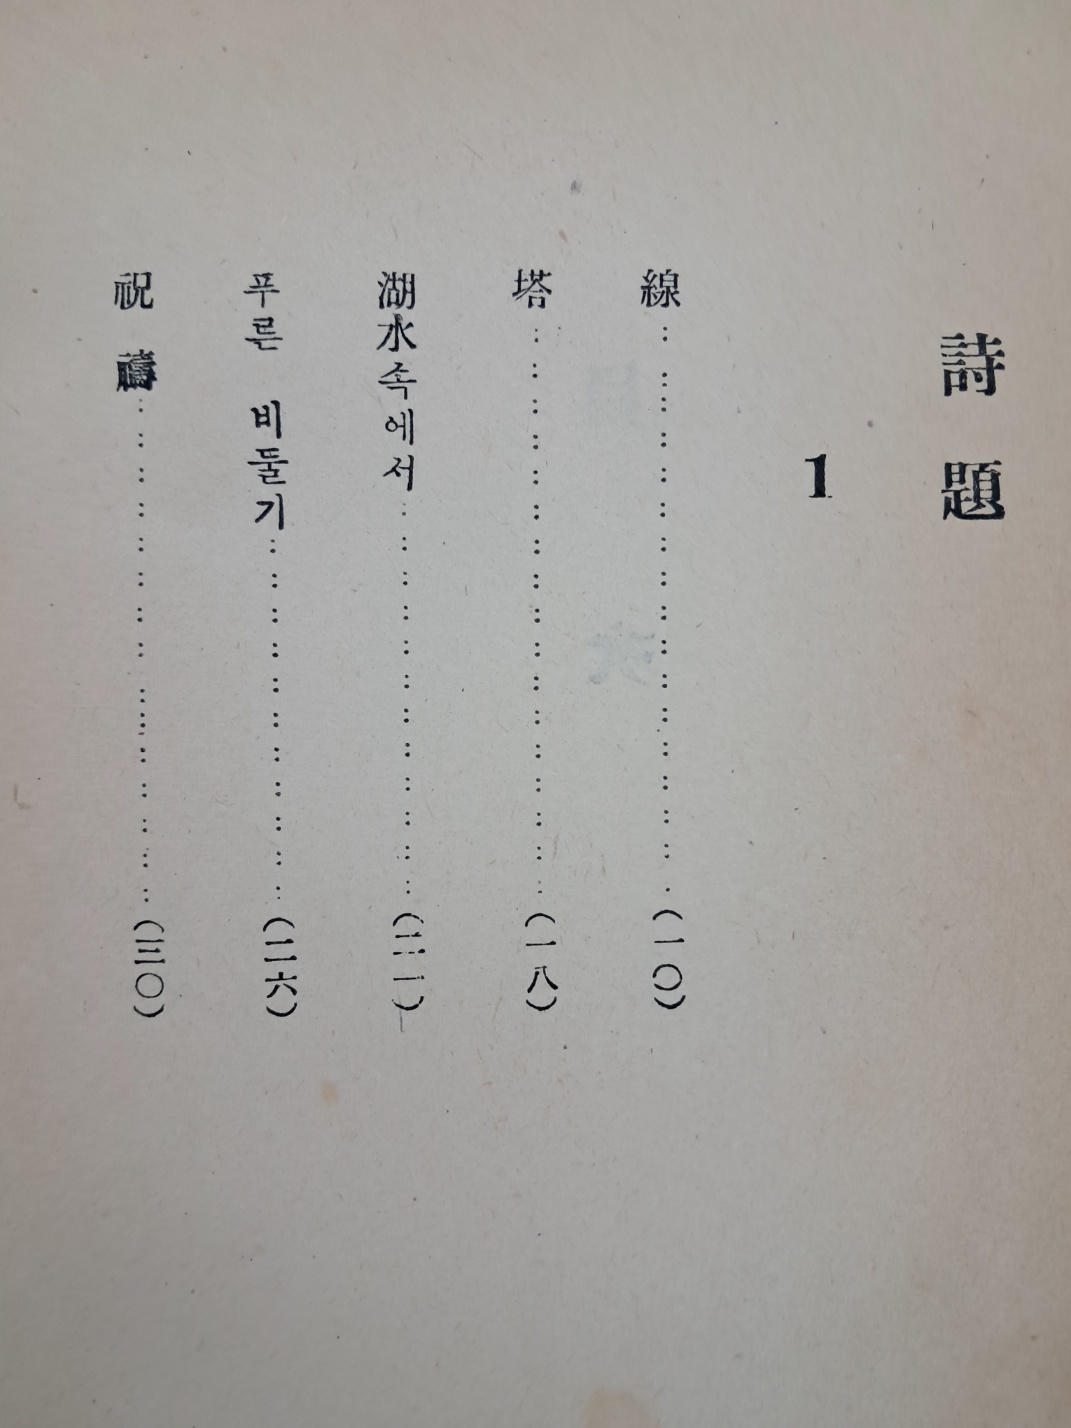 詩題
1
線……………………………(一〇)
塔……………………………(一八)
湖水속에서……………………(二一)
푸른 비둘기……………………(二六)
祝禱……………………………(三〇)